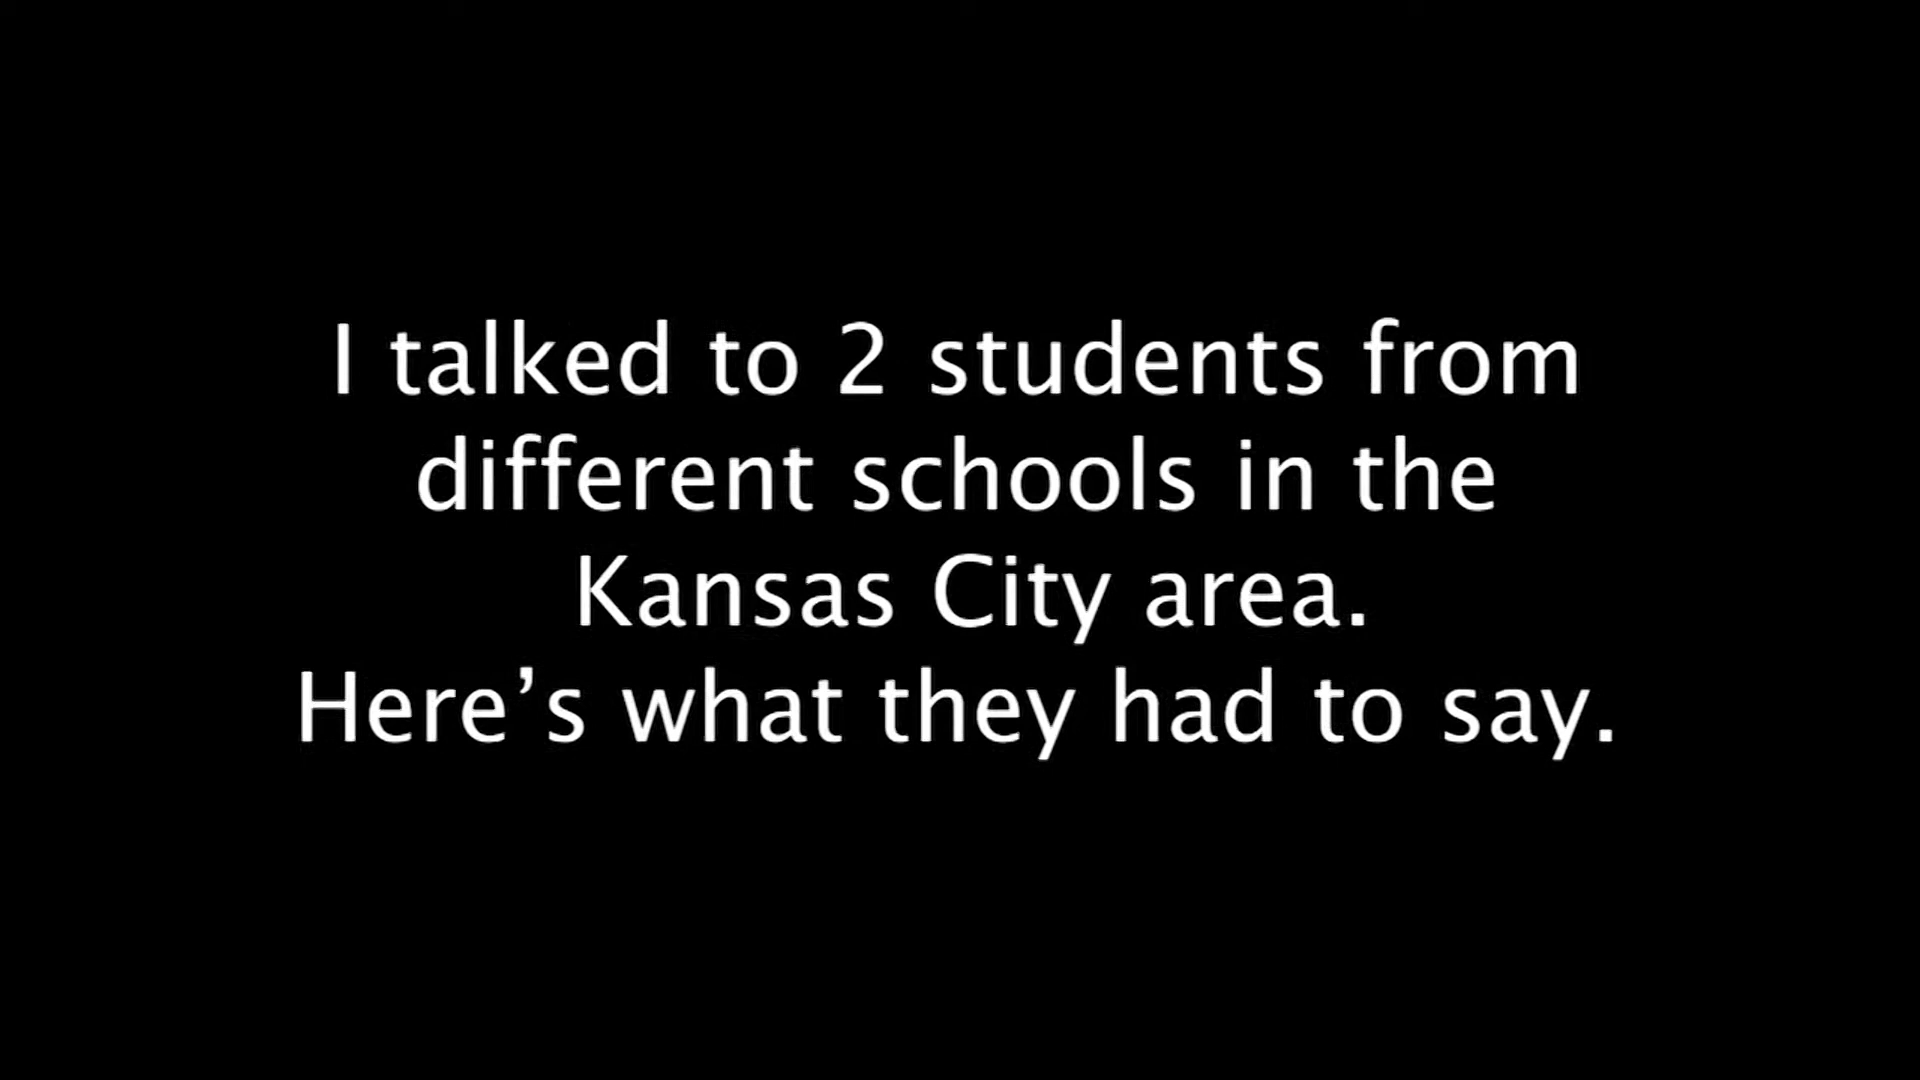 I talked to 2 students from
different schools in the
Kansas City area.
Here’s what they had to say.